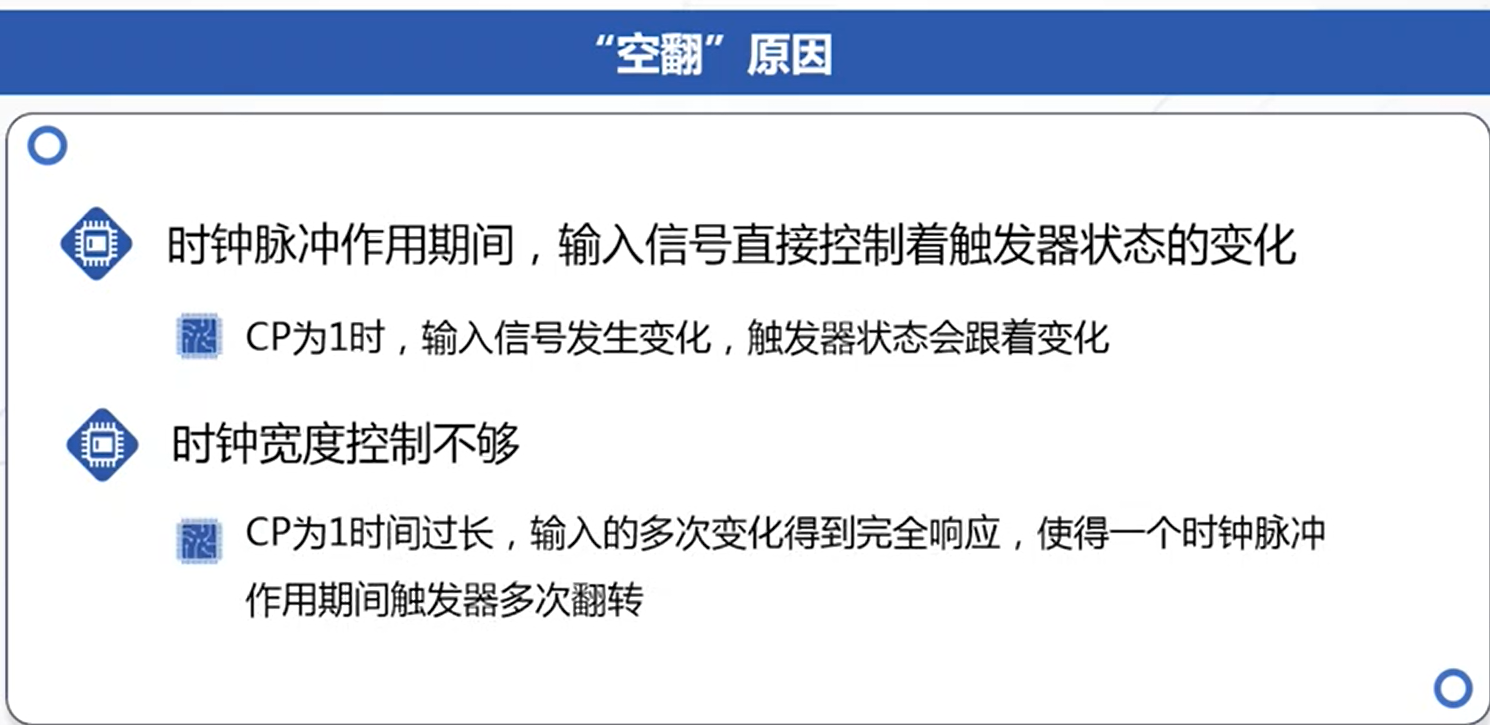 “空翻”原因
时钟脉冲作用期间，输入信号直接控制着触发器状态的变化
CP为1时，输入信号发生变化，触发器状态会跟着变化
时钟宽度控制不够
CP为1时间过长，输入的多次变化得到完全响应，使得一个时钟脉冲
作用期间触发器多次翻转